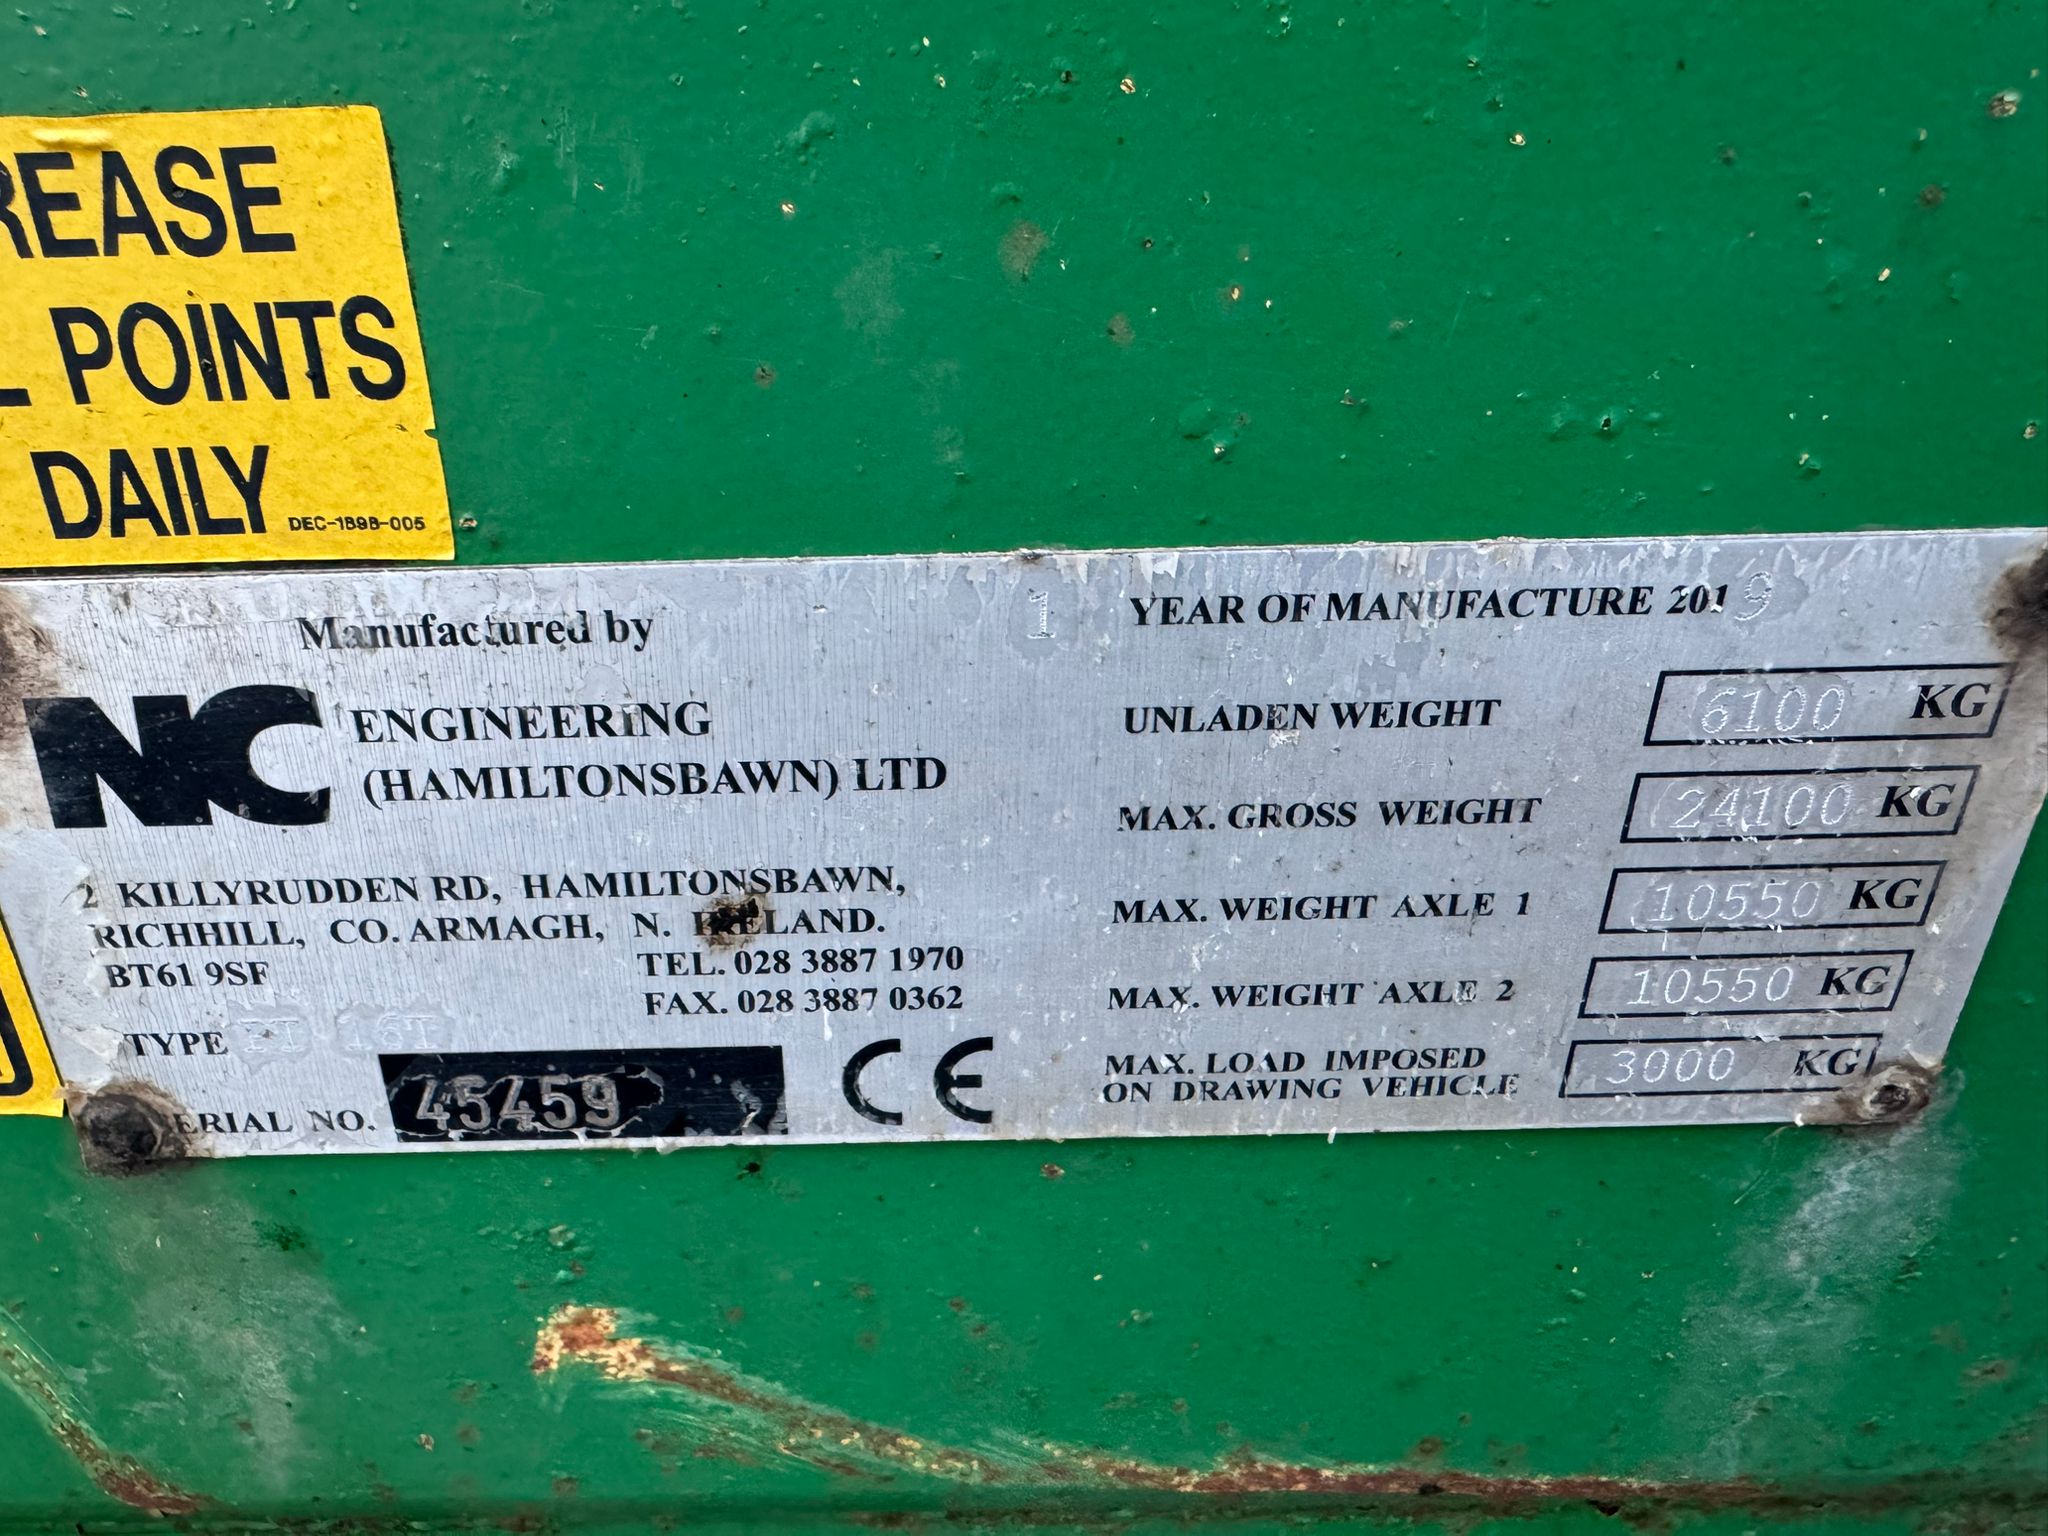 REASE
L POINTS
DAILY
DEC-1898-005
Manufactured by
NC ENGINEERING
(HAMILTONSBAWN) LTD
2 KILLYRUDDEN RD, HAMILTONSBAWN,
RICHHILL, CO. ARMAGH, N. IRELAND.
BT61 9SF TEL. 028 3887 1970
FAX. 028 3887 0362
TYPE 16T
SERIAL NO. 45459
CE
1 YEAR OF MANUFACTURE 2019
UNLADEN WEIGHT 6100 KG
MAX. GROSS WEIGHT 24100 KG
MAX. WEIGHT AXLE 1 10550 KG
MAX. WEIGHT AXLE 2 10550 KG
MAX. LOAD IMPOSED
ON DRAWING VEHICLE 3000 KG